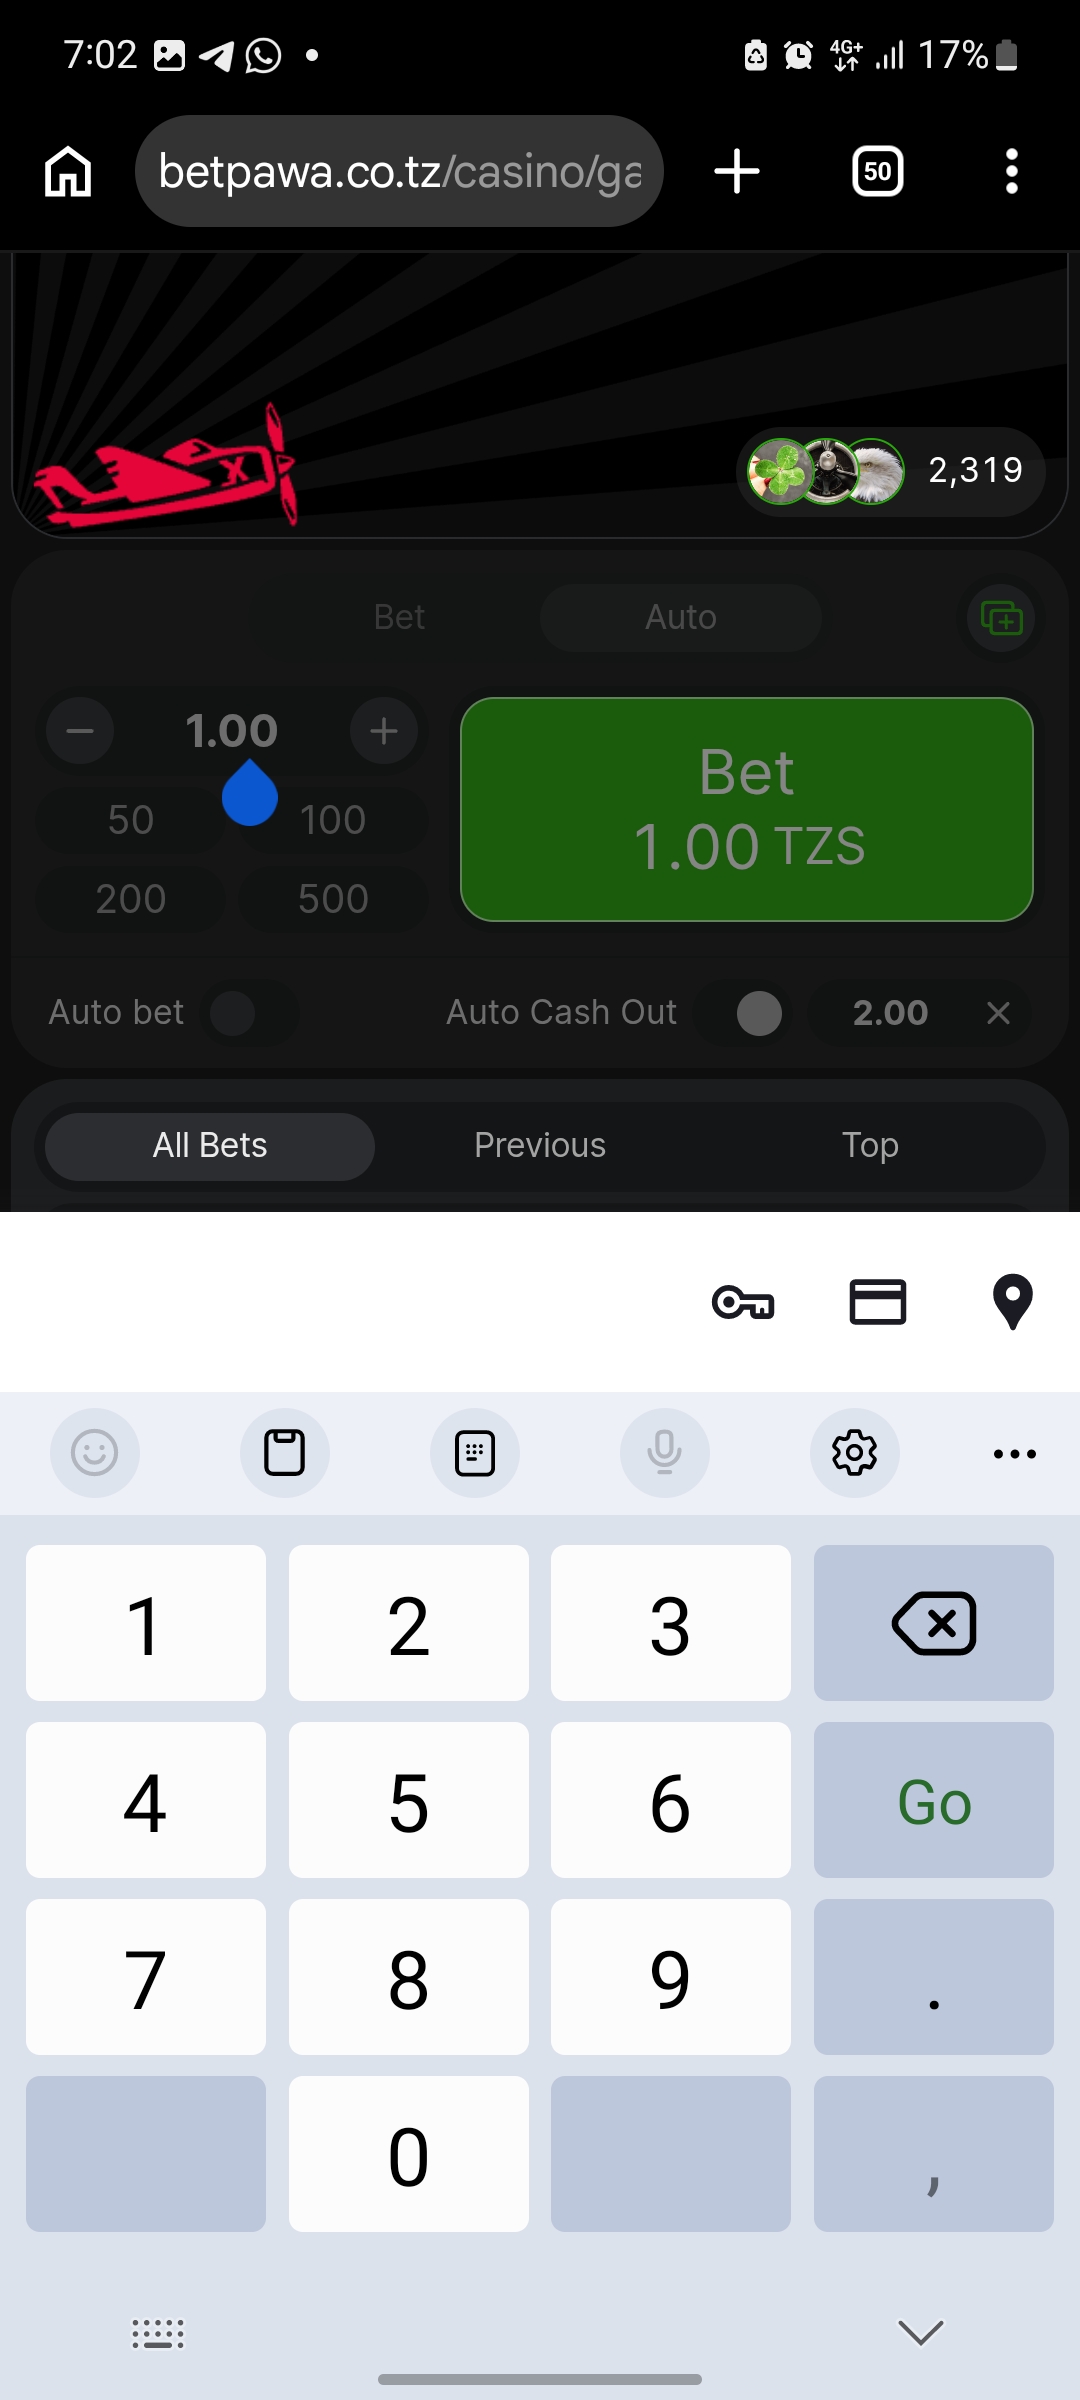 7:02 4G+ 17%
betpawa.co.tz/casino/ga
50
X
2,319
Bet Auto
1.00
50 100
200 500
Bet
1.00 TZS
Auto bet Auto Cash Out 2.00
All Bets Previous Top
1 2 3
4 5 6 Go
7 8 9 .
0 ,